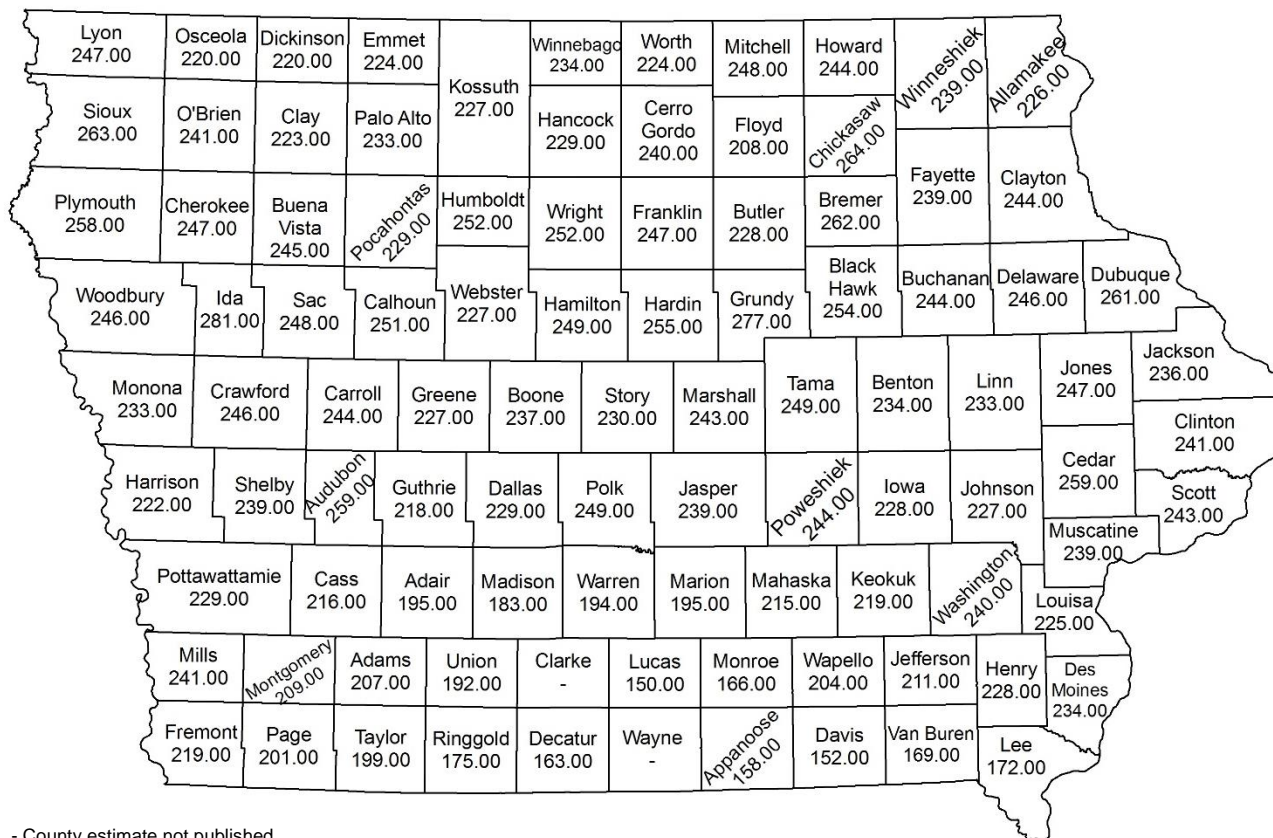 Lyon
247.00
Osceola
220.00
Dickinson
220.00
Emmet
224.00
Kossuth
227.00
Winnebago
234.00
Worth
224.00
Mitchell
248.00
Howard
244.00
Winneshiek
239.00
Allamakee
226.00
Sioux
263.00
O'Brien
241.00
Clay
223.00
Palo Alto
233.00
Hancock
229.00
Cerro
Gordo
240.00
Floyd
208.00
Chickasaw
264.00
Fayette
239.00
Clayton
244.00
Plymouth
258.00
Cherokee
247.00
Buena
Vista
245.00
Pocahontas
229.00
Humboldt
252.00
Wright
252.00
Franklin
247.00
Butler
228.00
Bremer
262.00
Woodbury
246.00
Ida
281.00
Sac
248.00
Calhoun
251.00
Webster
227.00
Hamilton
249.00
Hardin
255.00
Grundy
277.00
Black
Hawk
254.00
Buchanan
244.00
Delaware
246.00
Dubuque
261.00
Monona
233.00
Crawford
246.00
Carroll
244.00
Greene
227.00
Boone
237.00
Story
230.00
Marshall
243.00
Tama
249.00
Benton
234.00
Linn
233.00
Jones
247.00
Jackson
236.00
Clinton
241.00
Harrison
222.00
Shelby
239.00
Audubon
259.00
Guthrie
218.00
Dallas
229.00
Polk
249.00
Jasper
239.00
Poweshiek
244.00
Iowa
228.00
Johnson
227.00
Cedar
259.00
Scott
243.00
Muscatine
239.00
Pottawattamie
229.00
Cass
216.00
Adair
195.00
Madison
183.00
Warren
194.00
Marion
195.00
Mahaska
215.00
Keokuk
219.00
Washington
240.00
Louisa
225.00
Mills
241.00
Montgomery
209.00
Adams
207.00
Union
192.00
Clarke
-
Lucas
150.00
Monroe
166.00
Wapello
204.00
Jefferson
211.00
Henry
228.00
Des
Moines
234.00
Fremont
219.00
Page
201.00
Taylor
199.00
Ringgold
175.00
Decatur
163.00
Wayne
-
Appanoose
158.00
Davis
152.00
Van Buren
169.00
Lee
172.00
- County estimate not published